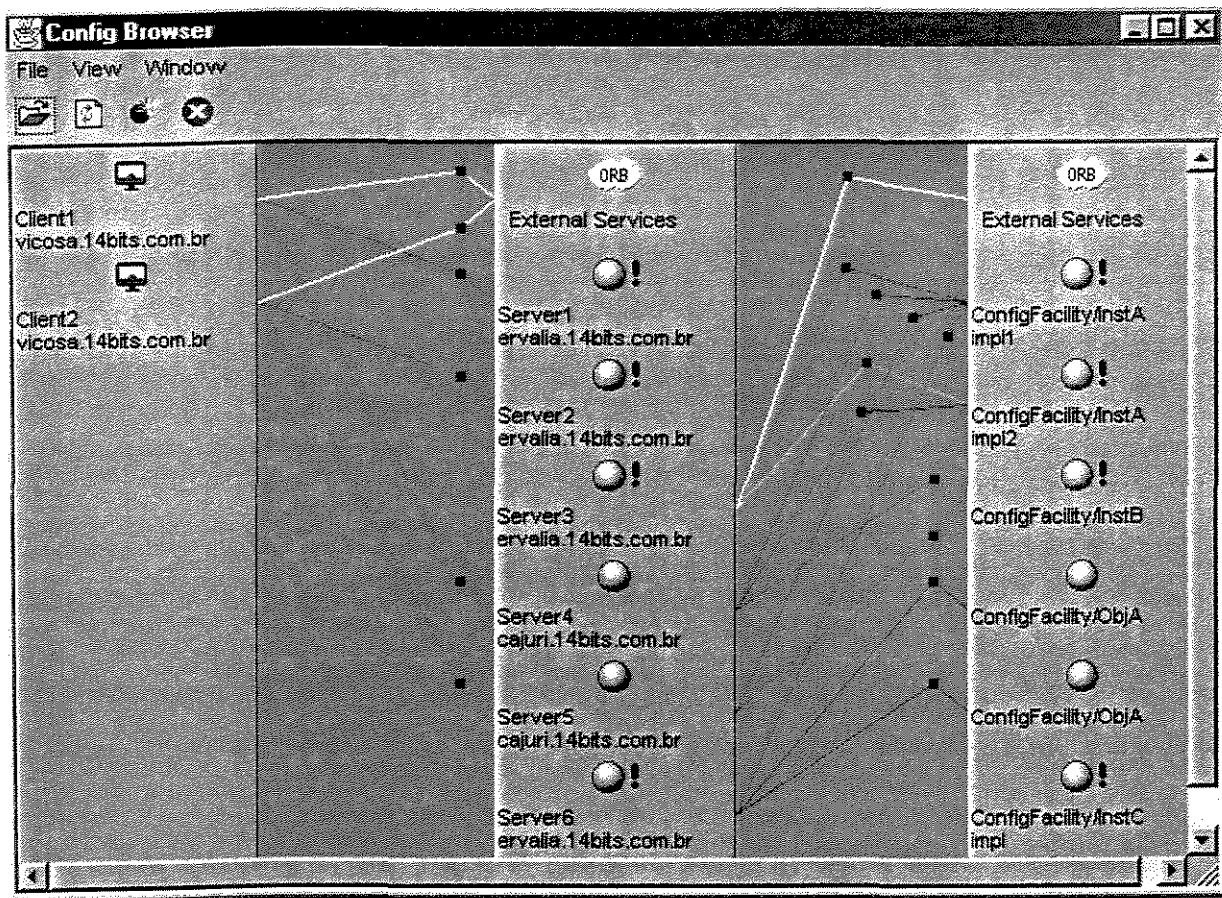 Config Browser
File View Window
Client1
vicosa.14bits.com.br
Client2
vicosa.14bits.com.br
ORB
External Services
!
Server1
ervalia.14bits.com.br
!
Server2
ervalia.14bits.com.br
!
Server3
ervalia.14bits.com.br
Server4
cajuri.14bits.com.br
Server5
cajuri.14bits.com.br
!
Server6
ervalia.14bits.com.br
ORB
External Services
!
ConfigFacility/InstA
impl1
!
ConfigFacility/InstA
impl2
!
ConfigFacility/InstB
ConfigFacility/ObjA
ConfigFacility/ObjA
!
ConfigFacility/InstC
impl